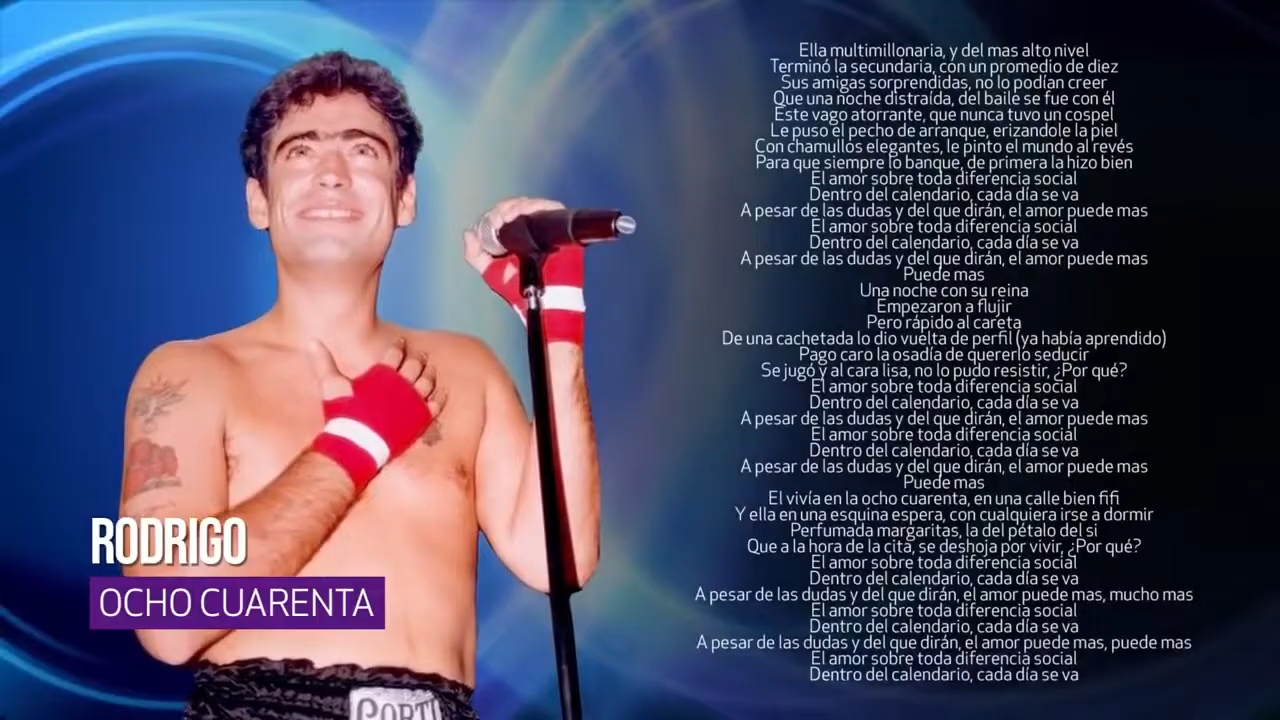 Ella multimillonaria, y del mas alto nivel
Terminó la secundaria, con un promedio de diez
Sus amigas sorprendidas, no lo podían creer
Que una noche distraída, del baile se fue con él
Este vago atorrante, que nunca tuvo un cospel
Le puso el pecho de arranque, erizandole la piel
Con chamullos elegantes, le pinto el mundo al revés
Para que siempre lo banque, de primera la hizo bien
El amor sobre toda diferencia social
Dentro del calendario, cada día se va
A pesar de las dudas y del que dirán, el amor puede mas
El amor sobre toda diferencia social
Dentro del calendario, cada día se va
A pesar de las dudas y del que dirán, el amor puede mas
Puede mas
Una noche con su reina
Empezaron a flujir
Pero rápido al careta
De una cachetada lo dio vuelta de perfil (ya había aprendido)
Pago caro la osadía de quererlo seducir
Se jugó y al cara lisa, no lo pudo resistir, ¿Por qué?
El amor sobre toda diferencia social
Dentro del calendario, cada día se va
A pesar de las dudas y del que dirán, el amor puede mas
El amor sobre toda diferencia social
Dentro del calendario, cada día se va
A pesar de las dudas y del que dirán, el amor puede mas
Puede mas
El vivía en la ocho cuarenta, en una calle bien fifi
Y ella en una esquina espera, con cualquiera irse a dormir
Perfumada margaritas, la del pétalo del si
Que a la hora de la cita, se deshoja por vivir, ¿Por qué?
El amor sobre toda diferencia social
Dentro del calendario, cada día se va
A pesar de las dudas y del que dirán, el amor puede mas, mucho mas
El amor sobre toda diferencia social
Dentro del calendario, cada día se va
A pesar de las dudas y del que dirán, el amor puede mas, puede mas
El amor sobre toda diferencia social
Dentro del calendario, cada día se va
RODRIGO
OCHO CUARENTA